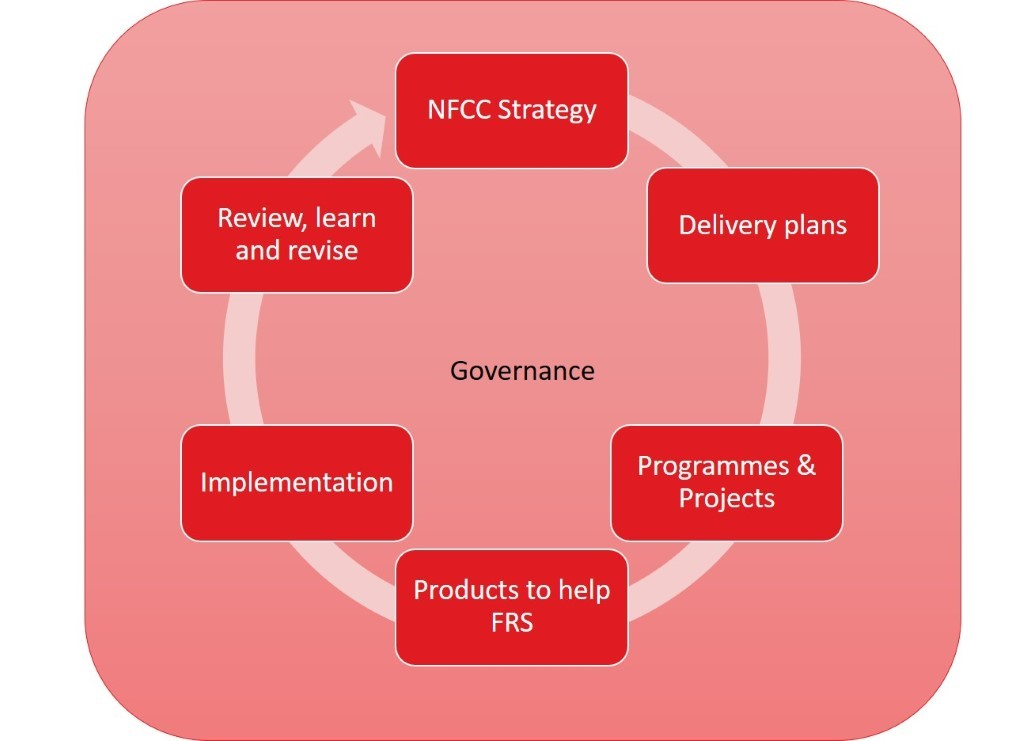 NFCC Strategy
Delivery plans
Programmes &
Projects
Products to help
FRS
Implementation
Review, learn
and revise
Governance